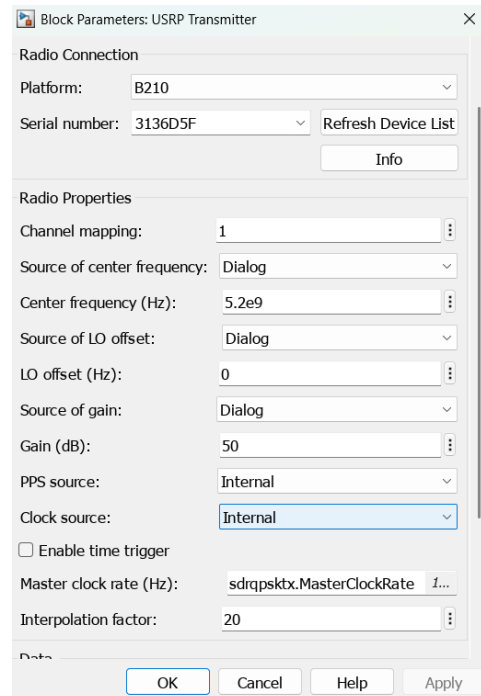 Block Parameters: USRP Transmitter
Radio Connection
Platform: B210
Serial number: 3136D5F Refresh Device List
Info
Radio Properties
Channel mapping: 1
Source of center frequency: Dialog
Center frequency (Hz): 5.2e9
Source of LO offset: Dialog
LO offset (Hz): 0
Source of gain: Dialog
Gain (dB): 50
PPS source: Internal
Clock source: Internal
Enable time trigger
Master clock rate (Hz): sdrqpsktx.MasterClockRate 1...
Interpolation factor: 20
Data
OK Cancel Help Apply